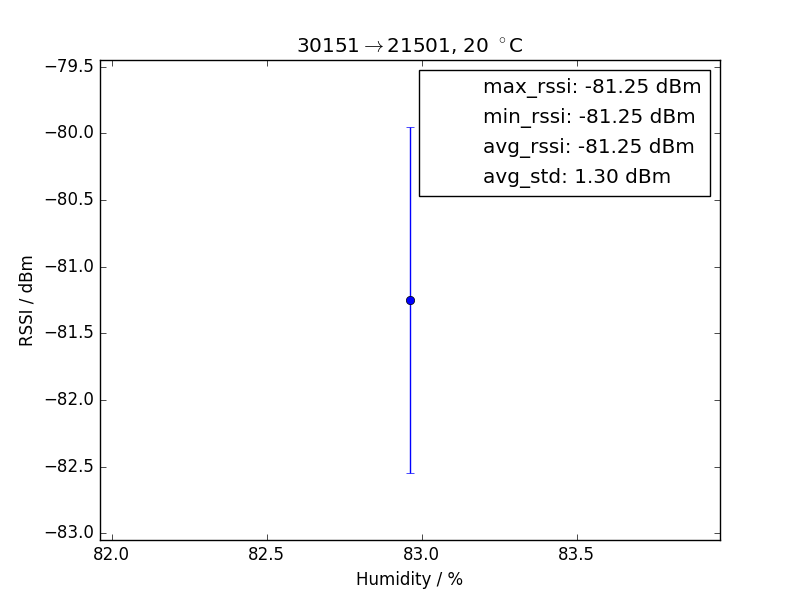 30151→21501, 20 °C
max_rssi: -81.25 dBm
min_rssi: -81.25 dBm
avg_rssi: -81.25 dBm
avg_std: 1.30 dBm
−79.5
−80.0
−80.5
−81.0
−81.5
−82.0
−82.5
−83.0
RSSI / dBm
82.0 82.5 83.0 83.5
Humidity / %